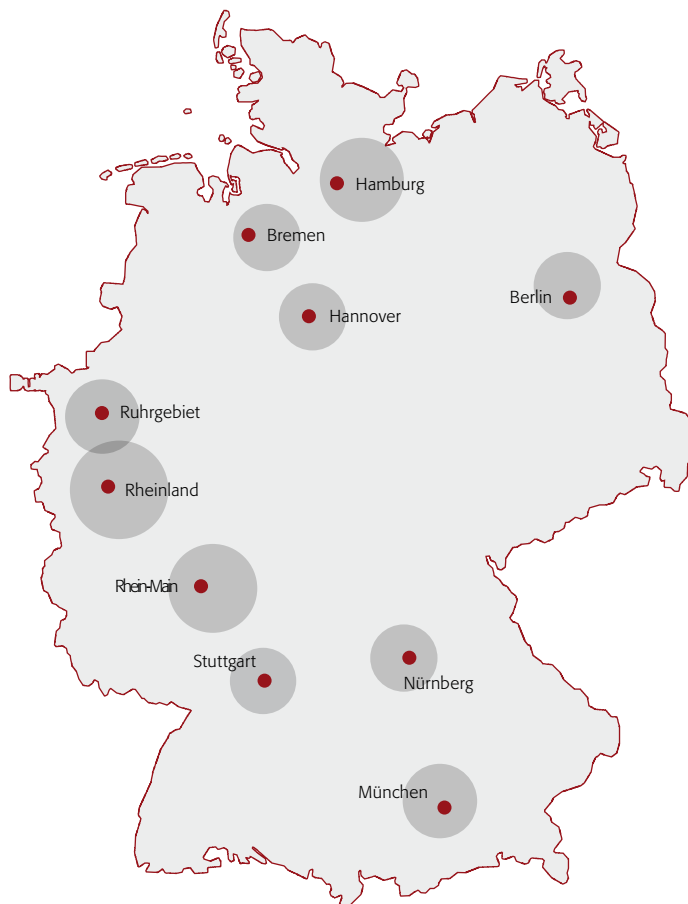 Hamburg
Bremen
Berlin
Hannover
Ruhrgebiet
Rheinland
Rhein-Main
Stuttgart
Nürnberg
München